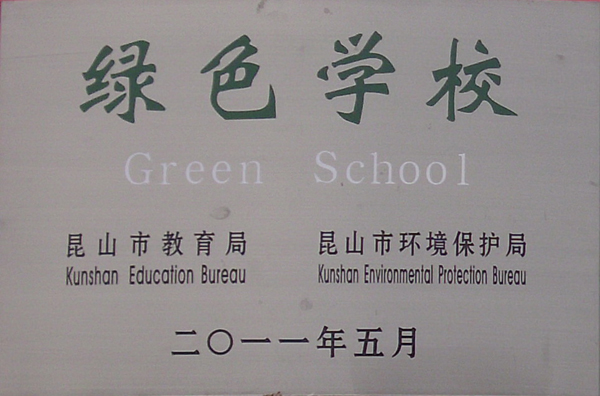 绿色学校
Green School
昆山市教育局 昆山市环境保护局
Kunshan Education Bureau Kunshan Environmental Protection Bureau
二〇一一年五月